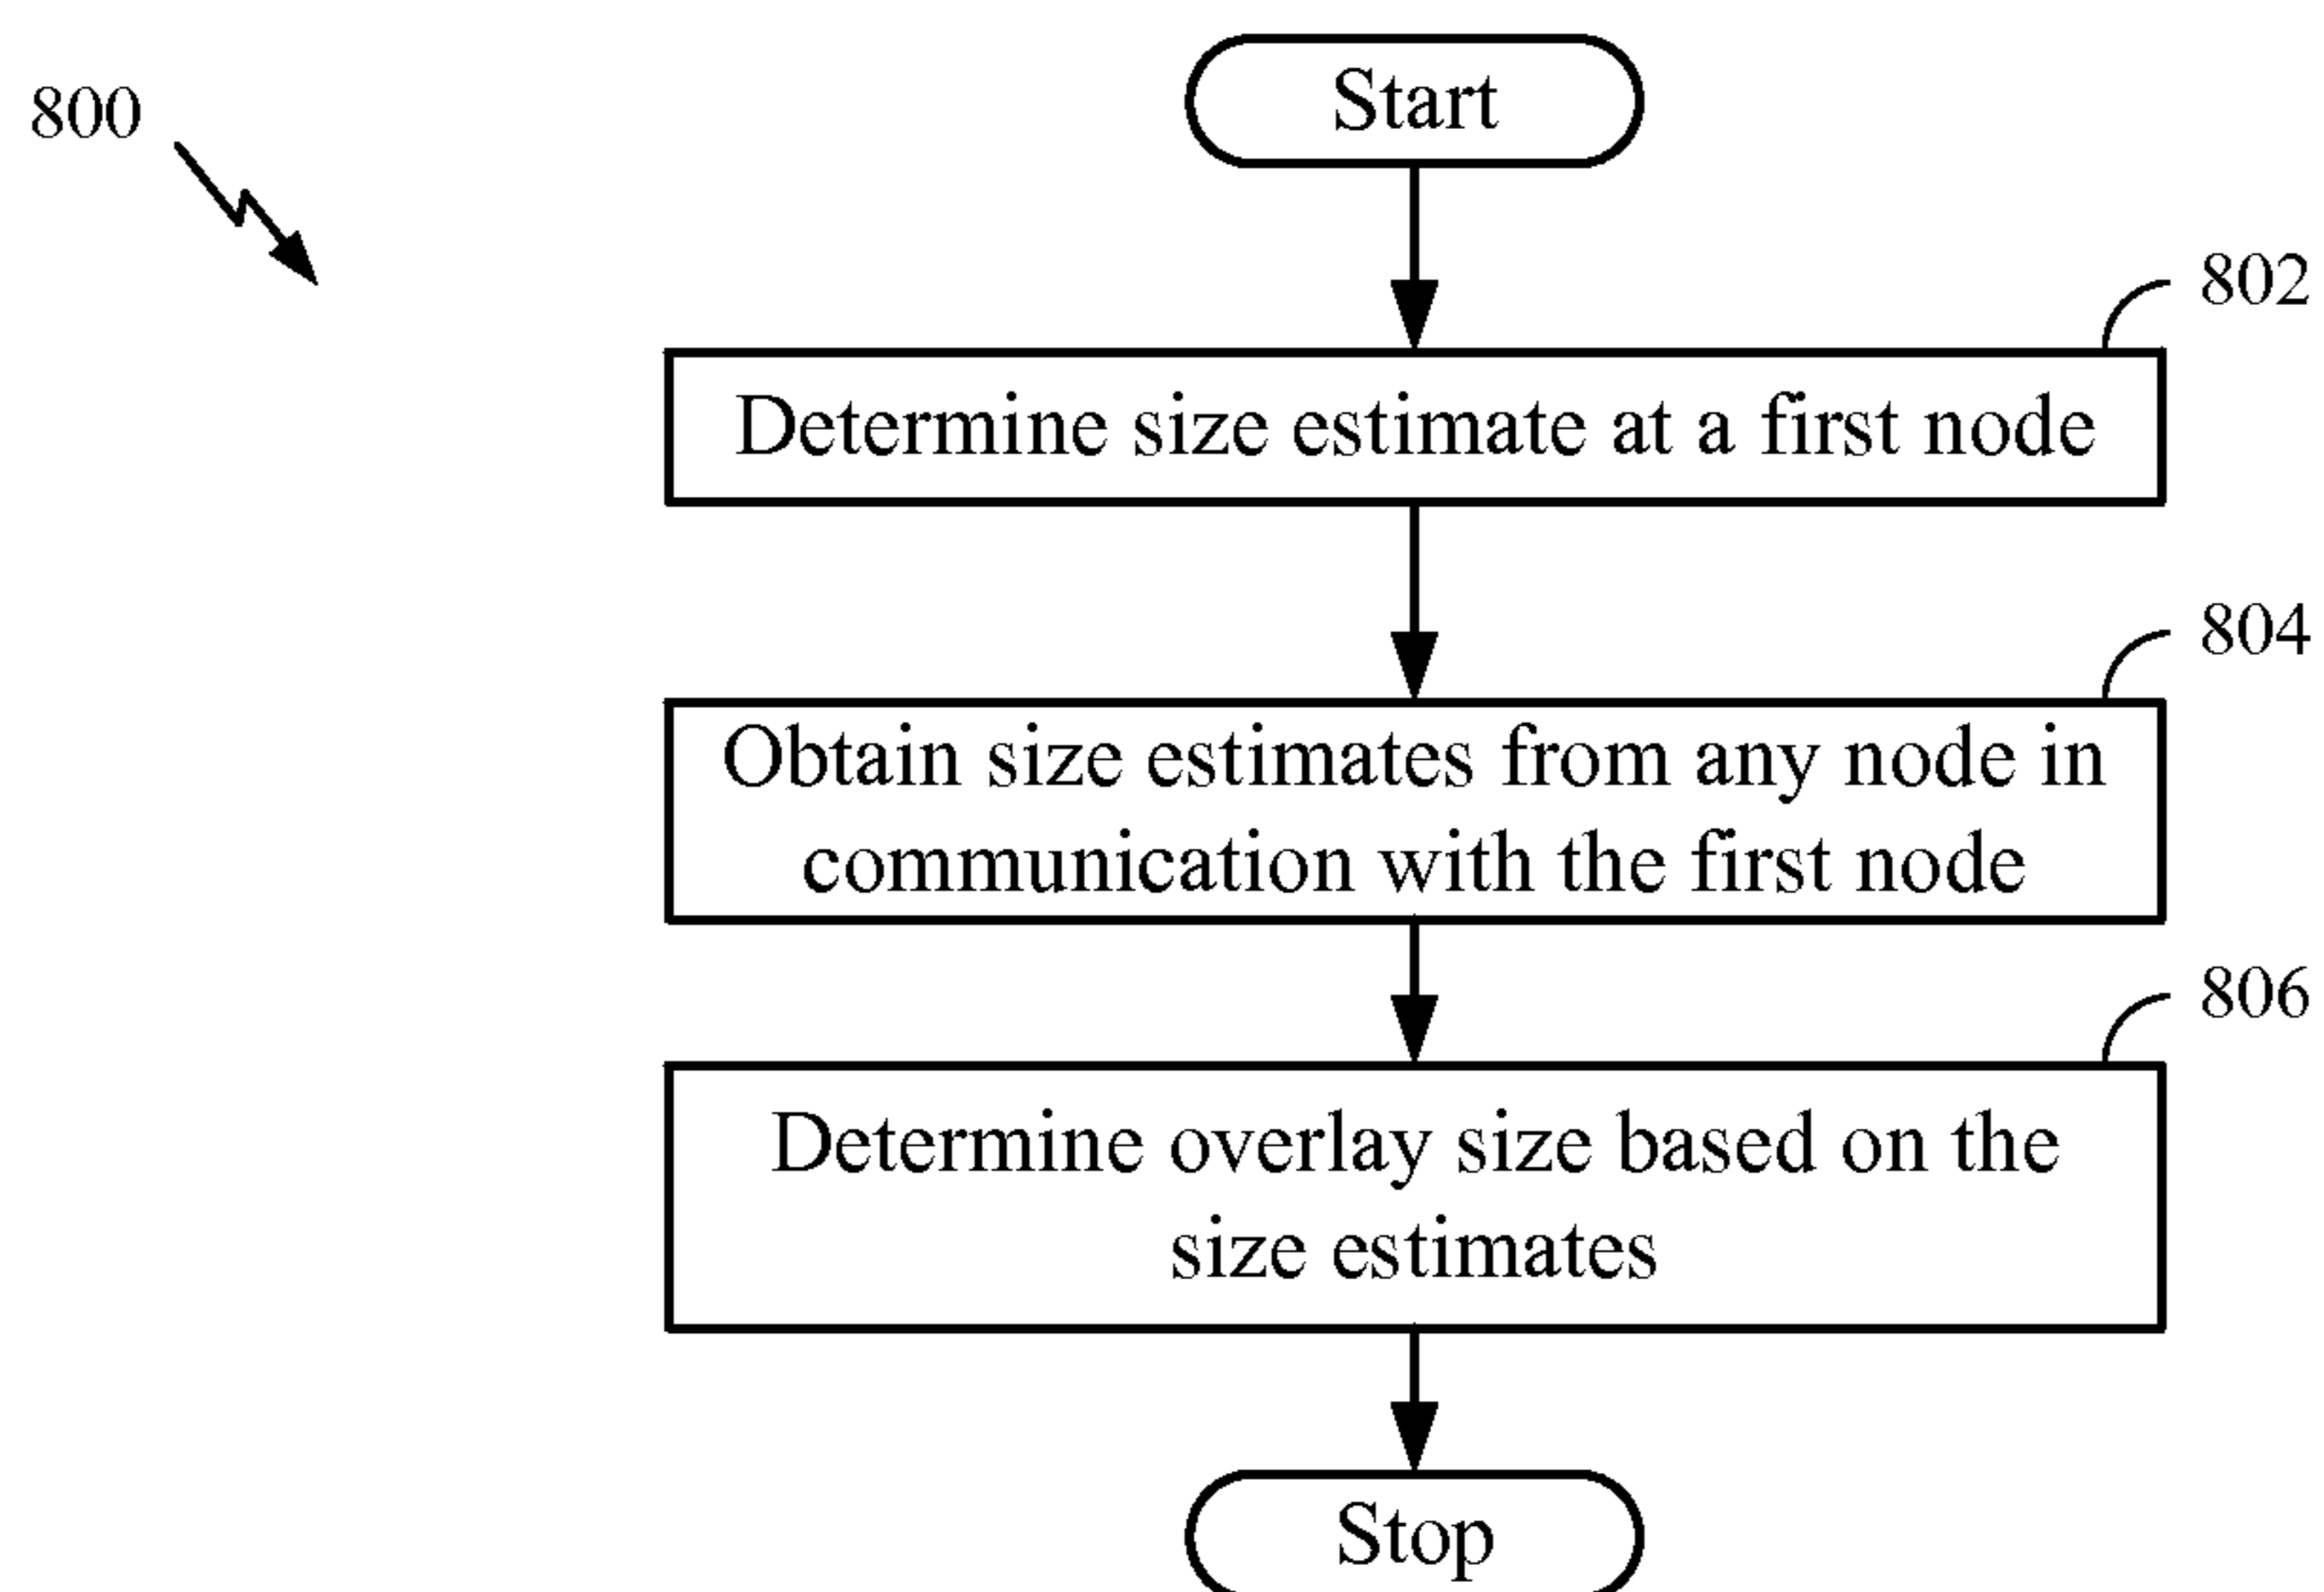 800
Start
802
Determine size estimate at a first node
804
Obtain size estimates from any node in
communication with the first node
806
Determine overlay size based on the
size estimates
Stop